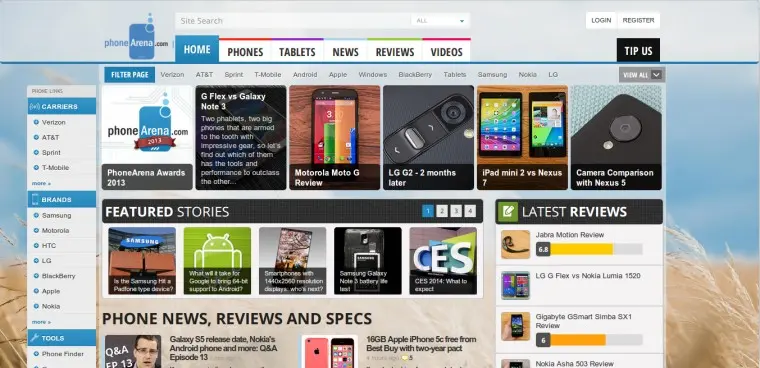 Site Search
ALL
LOGIN
REGISTER
phoneArena.com
HOME
PHONES
TABLETS
NEWS
REVIEWS
VIDEOS
TIP US
FILTER PAGE
Verizon
AT&T
Sprint
T-Mobile
Android
Apple
Windows
BlackBerry
Tablets
Samsung
Nokia
LG
VIEW ALL
PHONE LINKS
CARRIERS
Verizon
AT&T
Sprint
T-Mobile
more »
BRANDS
Samsung
Motorola
HTC
LG
BlackBerry
Apple
Nokia
more »
TOOLS
Phone Finder
phoneArena.com
2013
PhoneArena Awards
2013
G Flex vs Galaxy
Note 3
Two phablets, two big
phones that are armed
to the tooth with
impressive gear, so let's
find out which of them
has the tools and
performance to outclass
the other...
Motorola Moto G
Review
LG G2 - 2 months
later
iPad mini 2 vs Nexus
7
Camera Comparison
with Nexus 5
FEATURED STORIES
1
2
3
4
SAMSUNG
Is the Samsung Hit a
Padfone type device?
What will it take for
Google to bring 64-bit
support to Android?
Smartphones with
1440x2560 resolution
displays: who's next?
Samsung Galaxy
Note 3 battery life
test
CES
CES 2014: What to
expect
LATEST REVIEWS
Jabra Motion Review
6.8
LG G Flex vs Nokia Lumia 1520
Gigabyte GSmart Simba SX1
Review
6
Nokia Asha 503 Review
PHONE NEWS, REVIEWS AND SPECS
Q&A
EP 13
Galaxy S5 release date, Nokia's
Android phone and more: Q&A
Episode 13
16GB Apple iPhone 5c free from
Best Buy with two-year pact
4 hours ago
5